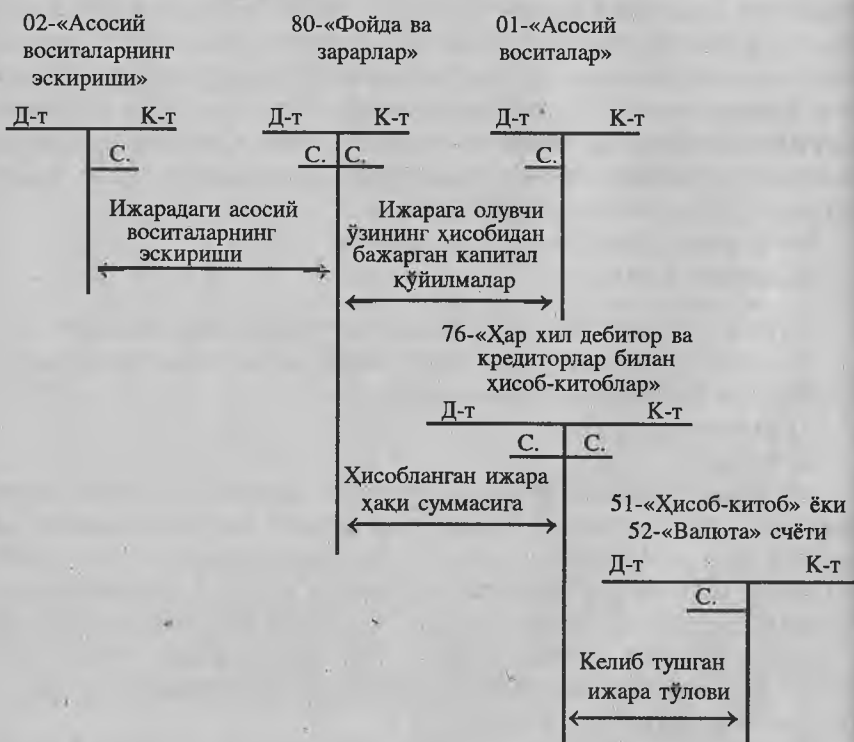 02-«Асосий воситаларнинг эскириши»
80-«Фойда ва зарарлар»
01-«Асосий воситалар»
Д-т К-т
Д-т К-т
Д-т К-т
С.
С. С.
С.
Ижарадаги асосий
воситаларнинг
эскириши
Ижарага олувчи
ўзининг ҳисобидан
бажарган капитал
қўйилмалар
76-«Ҳар хил дебитор ва
кредиторлар билан
ҳисоб-китоблар»
Д-т К-т
С. С.
Ҳисобланган ижара
ҳақи суммасига
51-«Ҳисоб-китоб» ёки
52-«Валюта» счёти
Д-т К-т
С.
Келиб тушган
ижара тўлови